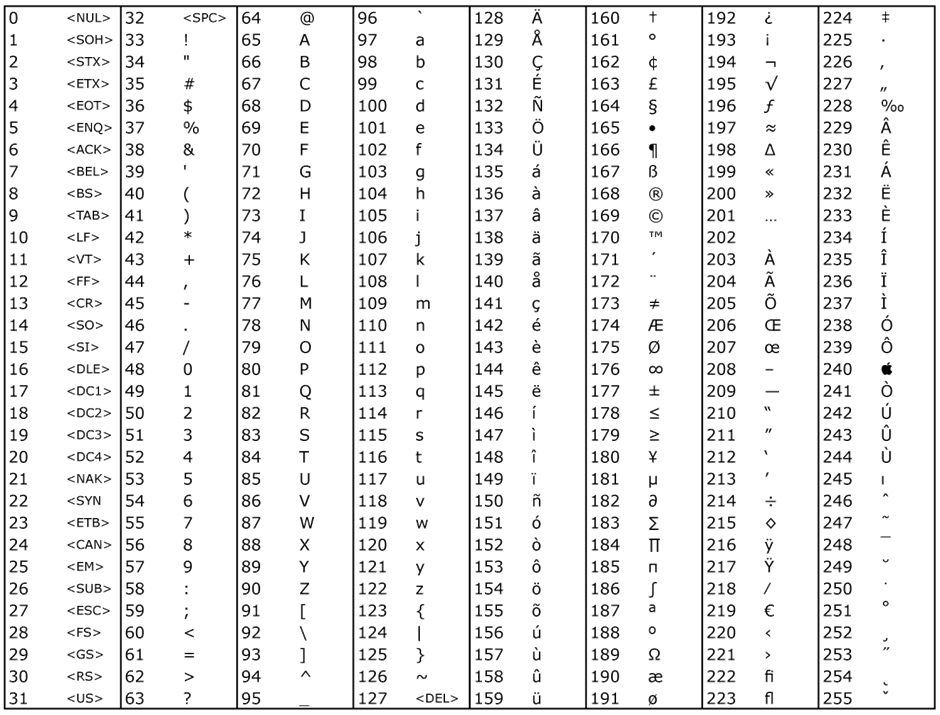 0 <NUL> 32 <SPC> 64 @ 96 ` 128 Ä 160 † 192 ¿ 224 ‡
1 <SOH> 33 ! 65 A 97 a 129 Å 161 ° 193 ¡ 225 ·
2 <STX> 34 " 66 B 98 b 130 Ç 162 ¢ 194 ¬ 226 ‚
3 <ETX> 35 # 67 C 99 c 131 É 163 £ 195 √ 227 „
4 <EOT> 36 $ 68 D 100 d 132 Ñ 164 § 196 ƒ 228 ‰
5 <ENQ> 37 % 69 E 101 e 133 Ö 165 • 197 ≈ 229 Â
6 <ACK> 38 & 70 F 102 f 134 Ü 166 ¶ 198 ∆ 230 Ê
7 <BEL> 39 ' 71 G 103 g 135 á 167 ß 199 « 231 Á
8 <BS> 40 ( 72 H 104 h 136 à 168 ® 200 » 232 Ë
9 <TAB> 41 ) 73 I 105 i 137 â 169 © 201 … 233 È
10 <LF> 42 * 74 J 106 j 138 ä 170 ™ 202 234 Í
11 <VT> 43 + 75 K 107 k 139 ã 171 ´ 203 À 235 Î
12 <FF> 44 , 76 L 108 l 140 å 172 ¨ 204 Ã 236 Ï
13 <CR> 45 - 77 M 109 m 141 ç 173 ≠ 205 Õ 237 Ì
14 <SO> 46 . 78 N 110 n 142 é 174 Æ 206 Œ 238 Ó
15 <SI> 47 / 79 O 111 o 143 è 175 Ø 207 œ 239 Ô
16 <DLE> 48 0 80 P 112 p 144 ê 176 ∞ 208 – 240 
17 <DC1> 49 1 81 Q 113 q 145 ë 177 ± 209 — 241 Ò
18 <DC2> 50 2 82 R 114 r 146 í 178 ≤ 210 “ 242 Ú
19 <DC3> 51 3 83 S 115 s 147 ì 179 ≥ 211 ” 243 Û
20 <DC4> 52 4 84 T 116 t 148 î 180 ¥ 212 ‘ 244 Ù
21 <NAK> 53 5 85 U 117 u 149 ï 181 µ 213 ’ 245 ı
22 <SYN 54 6 86 V 118 v 150 ñ 182 ∂ 214 ÷ 246 ˆ
23 <ETB> 55 7 87 W 119 w 151 ó 183 ∑ 215 ◊ 247 ˜
24 <CAN> 56 8 88 X 120 x 152 ò 184 ∏ 216 ÿ 248 ¯
25 <EM> 57 9 89 Y 121 y 153 ô 185 π 217 Ÿ 249 ˘
26 <SUB> 58 : 90 Z 122 z 154 ö 186 ∫ 218 ⁄ 250 ˙
27 <ESC> 59 ; 91 [ 123 { 155 õ 187 ª 219 € 251 °
28 <FS> 60 < 92 \ 124 | 156 ú 188 º 220 ‹ 252 ¸
29 <GS> 61 = 93 ] 125 } 157 ù 189 Ω 221 › 253 ˝
30 <RS> 62 > 94 ^ 126 ~ 158 û 190 æ 222 ﬁ 254 ˛
31 <US> 63 ? 95 _ 127 <DEL> 159 ü 191 ø 223 ﬂ 255 ˇ